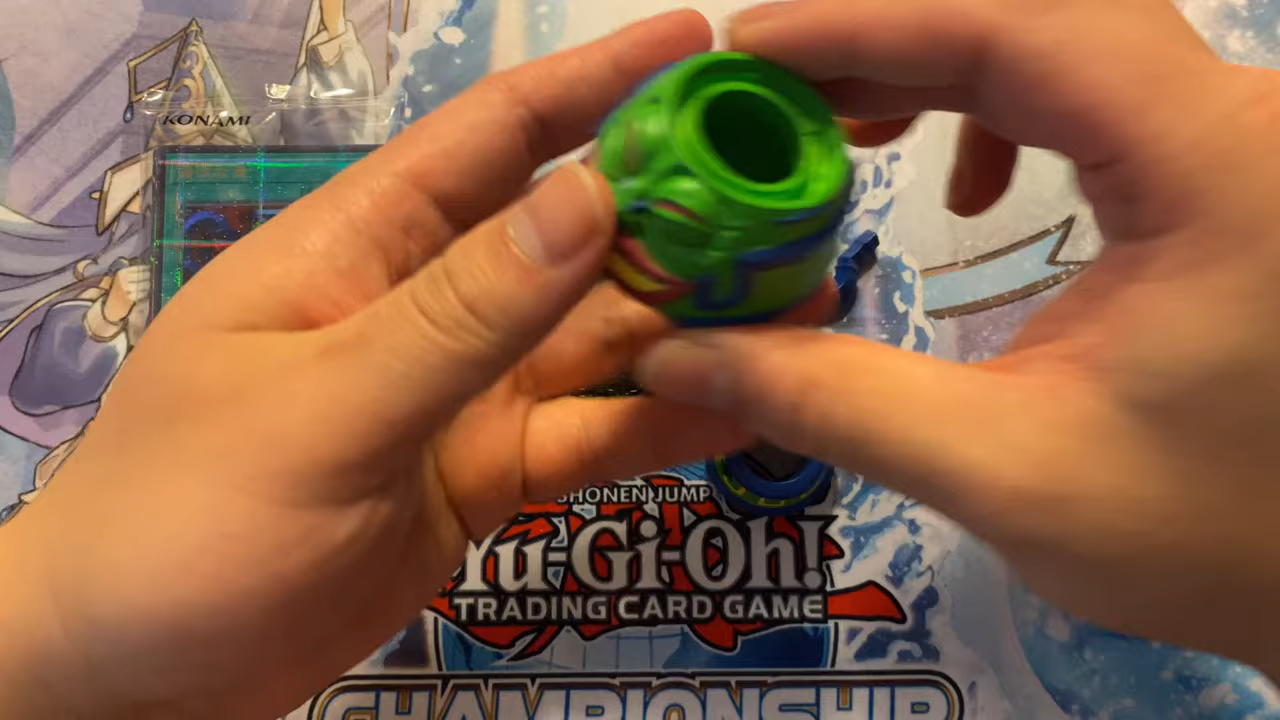 KONAMI
SHONEN JUMP
Yu-Gi-Oh!
TRADING CARD GAME
CHAMPIONSHIP